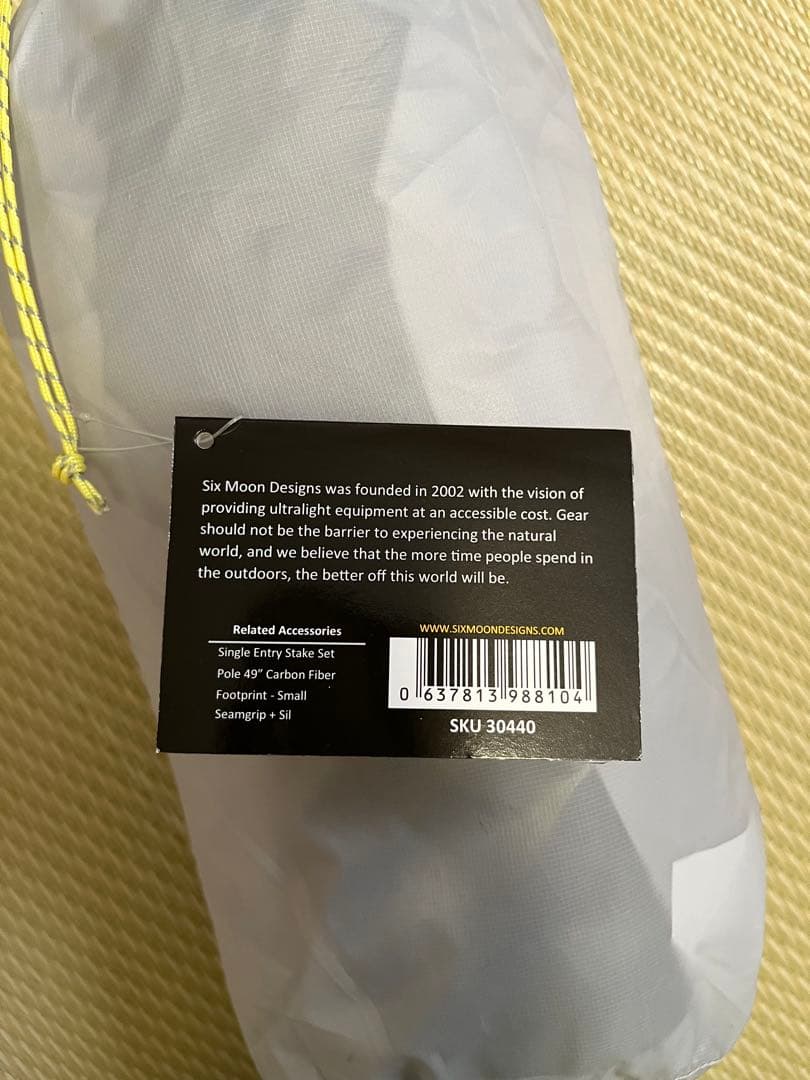 Six Moon Designs was founded in 2002 with the vision of
providing ultralight equipment at an accessible cost. Gear
should not be the barrier to experiencing the natural
world, and we believe that the more time people spend in
the outdoors, the better off this world will be.
Related Accessories
Single Entry Stake Set
Pole 49" Carbon Fiber
Footprint - Small
Seamgrip + Sil
WWW.SIXMOONDESIGNS.COM
0 637813 988104
SKU 30440